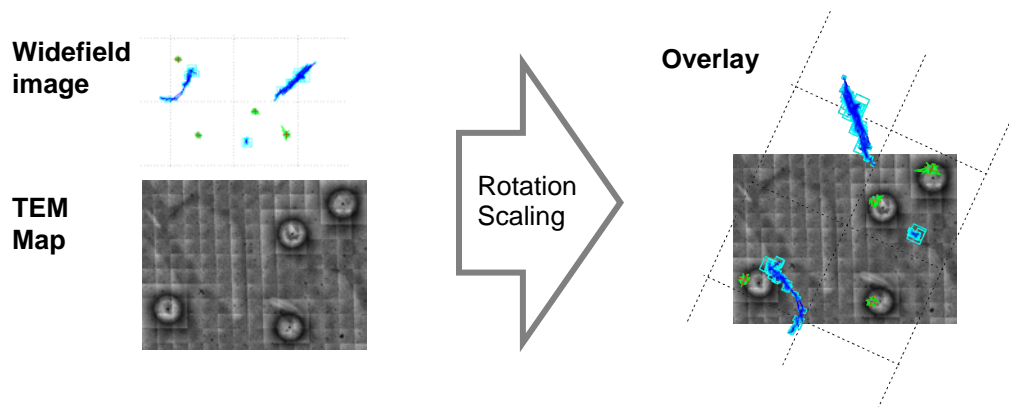 Widefield
image
TEM
Map
Rotation
Scaling
Overlay